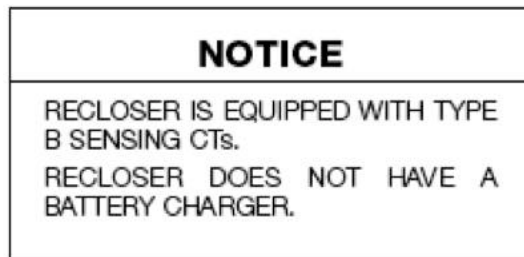 NOTICE
RECLOSER IS EQUIPPED WITH TYPE
B SENSING CTs.
RECLOSER DOES NOT HAVE A
BATTERY CHARGER.